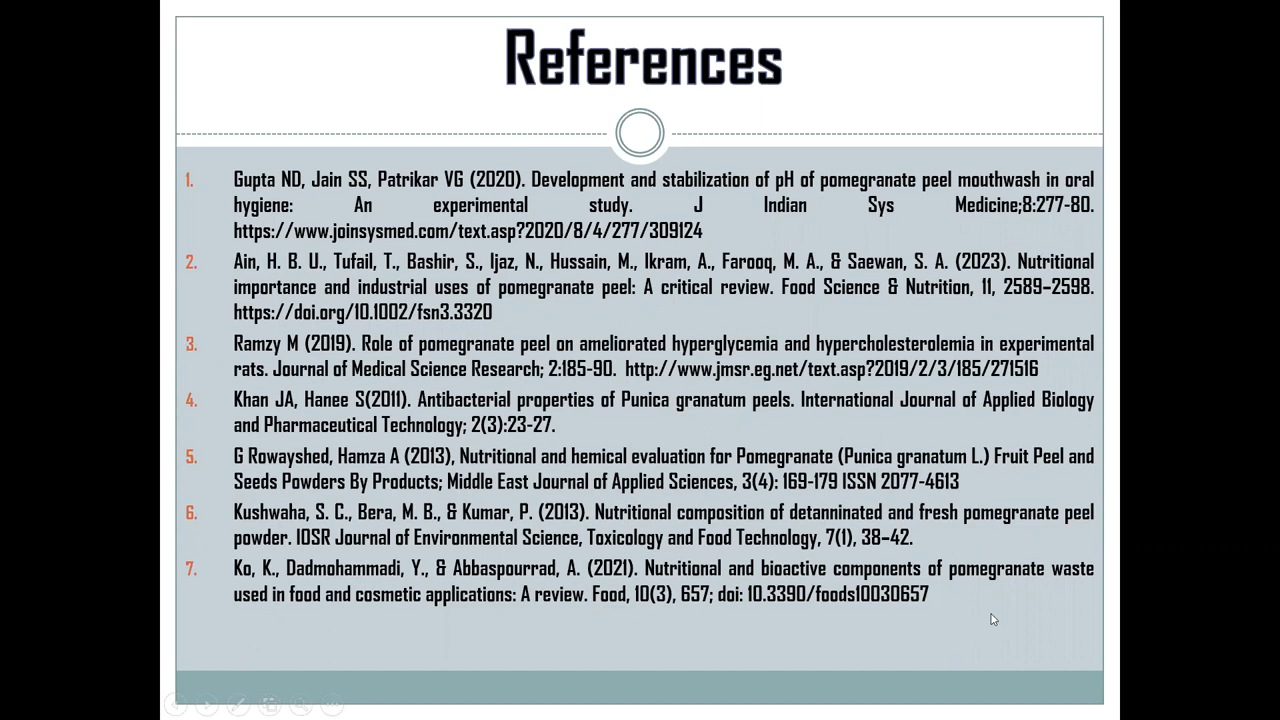 References
1. Gupta ND, Jain SS, Patrikar VG (2020). Development and stabilization of pH of pomegranate peel mouthwash in oral
hygiene: An experimental study. J Indian Sys Medicine;8:277-80.
https://www.joinsysmed.com/text.asp?2020/8/4/277/309124
2. Ain, H. B. U., Tufail, T., Bashir, S., Ijaz, N., Hussain, M., Ikram, A., Farooq, M. A., & Saewan, S. A. (2023). Nutritional
importance and industrial uses of pomegranate peel: A critical review. Food Science & Nutrition, 11, 2589–2598.
https://doi.org/10.1002/fsn3.3320
3. Ramzy M (2019). Role of pomegranate peel on ameliorated hyperglycemia and hypercholesterolemia in experimental
rats. Journal of Medical Science Research; 2:185-90. http://www.jmsr.eg.net/text.asp?2019/2/3/185/271516
4. Khan JA, Hanee S(2011). Antibacterial properties of Punica granatum peels. International Journal of Applied Biology
and Pharmaceutical Technology; 2(3):23-27.
5. G Rowayshed, Hamza A (2013), Nutritional and hemical evaluation for Pomegranate (Punica granatum L.) Fruit Peel and
Seeds Powders By Products; Middle East Journal of Applied Sciences, 3(4): 169-179 ISSN 2077-4613
6. Kushwaha, S. C., Bera, M. B., & Kumar, P. (2013). Nutritional composition of detanninated and fresh pomegranate peel
powder. IOSR Journal of Environmental Science, Toxicology and Food Technology, 7(1), 38–42.
7. Ko, K., Dadmohammadi, Y., & Abbaspourrad, A. (2021). Nutritional and bioactive components of pomegranate waste
used in food and cosmetic applications: A review. Food, 10(3), 657; doi: 10.3390/foods10030657